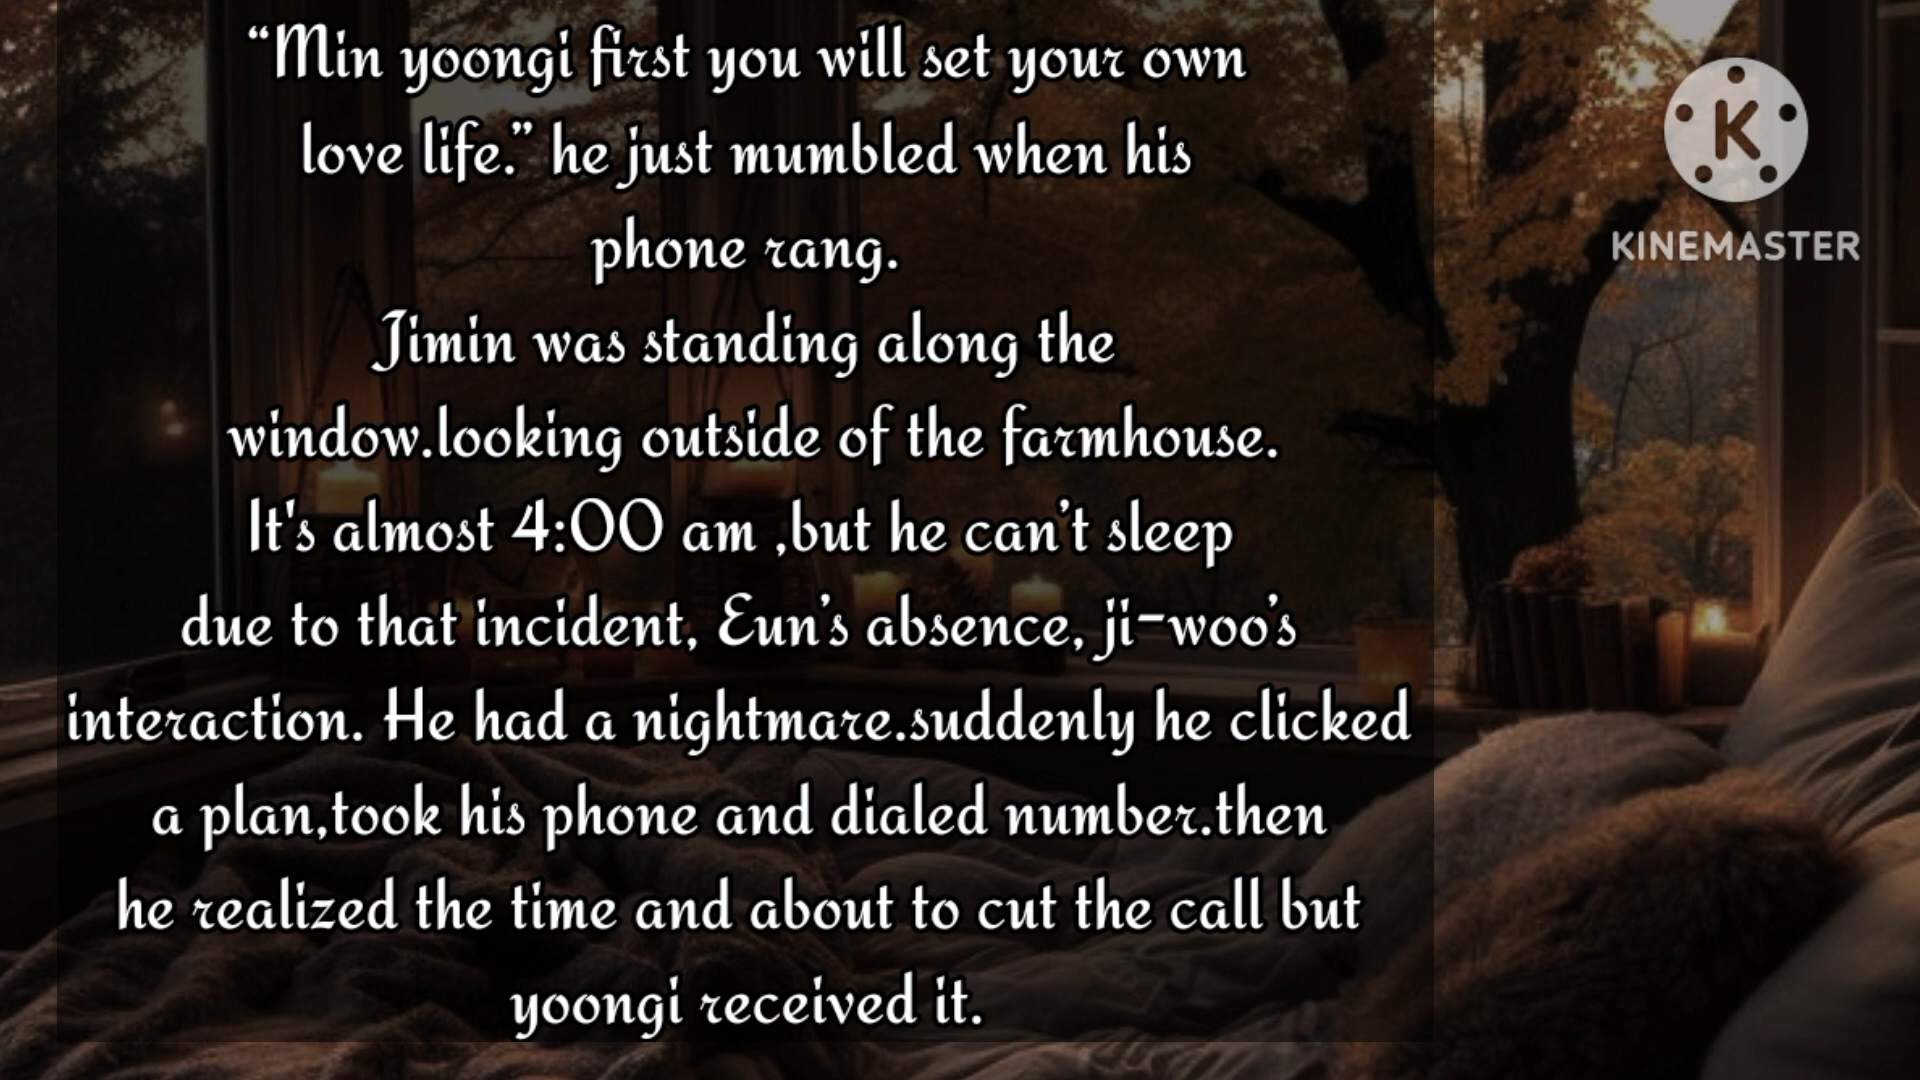 “Min yoongi first you will set your own
love life.” he just mumbled when his
phone rang.
Jimin was standing along the
window.looking outside of the farmhouse.
It's almost 4:00 am ,but he can’t sleep
due to that incident, Eun’s absence, ji-woo’s
interaction. He had a nightmare.suddenly he clicked
a plan,took his phone and dialed number.then
he realized the time and about to cut the call but
yoongi received it.
K
KINEMASTER